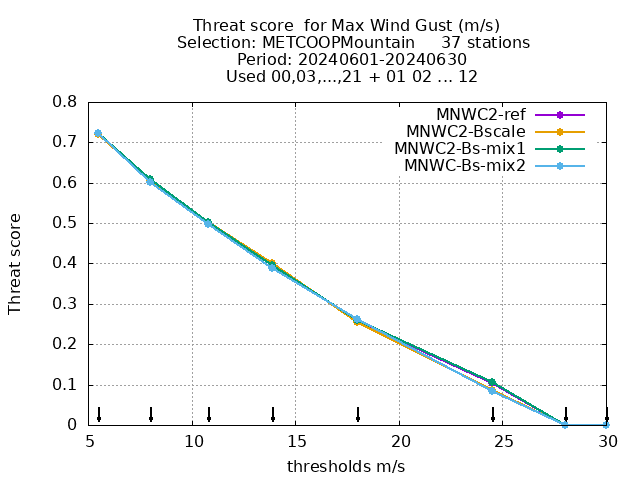 Threat score  for Max Wind Gust (m/s)
Selection: METCOOPMountain     37 stations
Period: 20240601-20240630
Used 00,03,...,21 + 01 02 ... 12
MNWC2-ref
MNWC2-Bscale
MNWC2-Bs-mix1
MNWC-Bs-mix2
0.8
0.7
0.6
0.5
0.4
0.3
0.2
0.1
0
Threat score
5 10 15 20 25 30
thresholds m/s